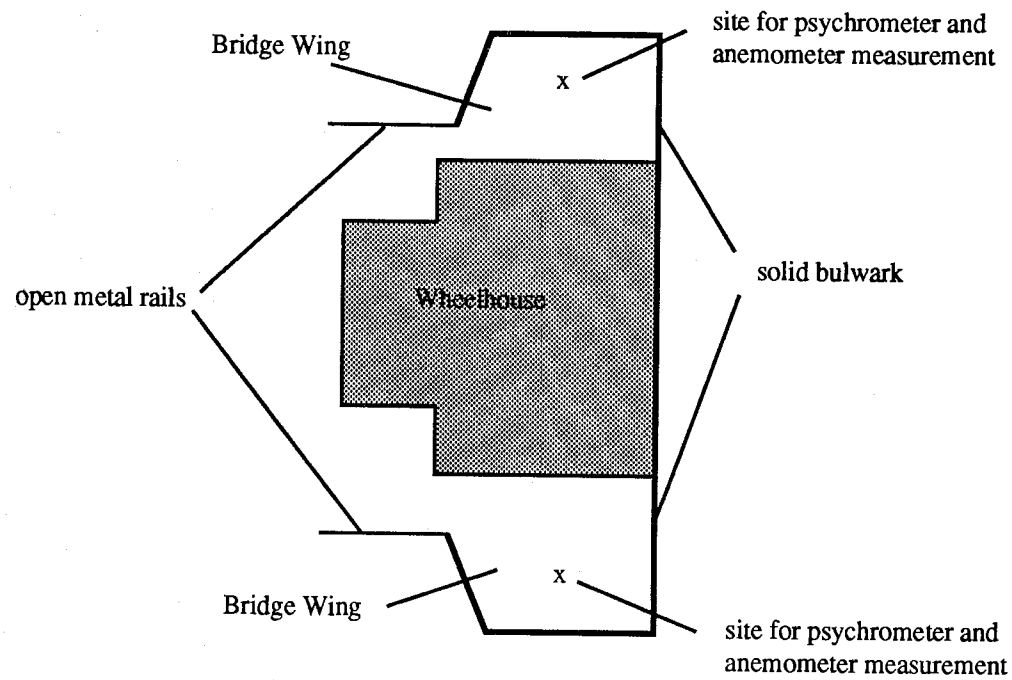 site for psychrometer and
anemometer measurement
Bridge Wing
x
solid bulwark
open metal rails
Wheelhouse
x
Bridge Wing
site for psychrometer and
anemometer measurement